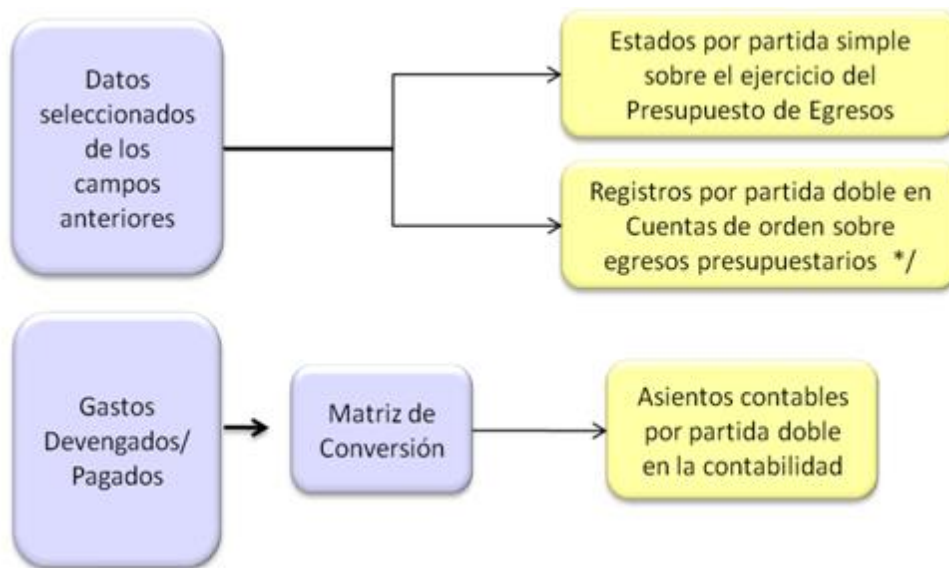 Datos
seleccionados
de los
campos
anteriores
Estados por partida simple
sobre el ejercicio del
Presupuesto de Egresos
Registros por partida doble en
Cuentas de orden sobre
egresos presupuestarios */
Gastos
Devengados/
Pagados
Matriz de
Conversión
Asientos contables
por partida doble
en la contabilidad